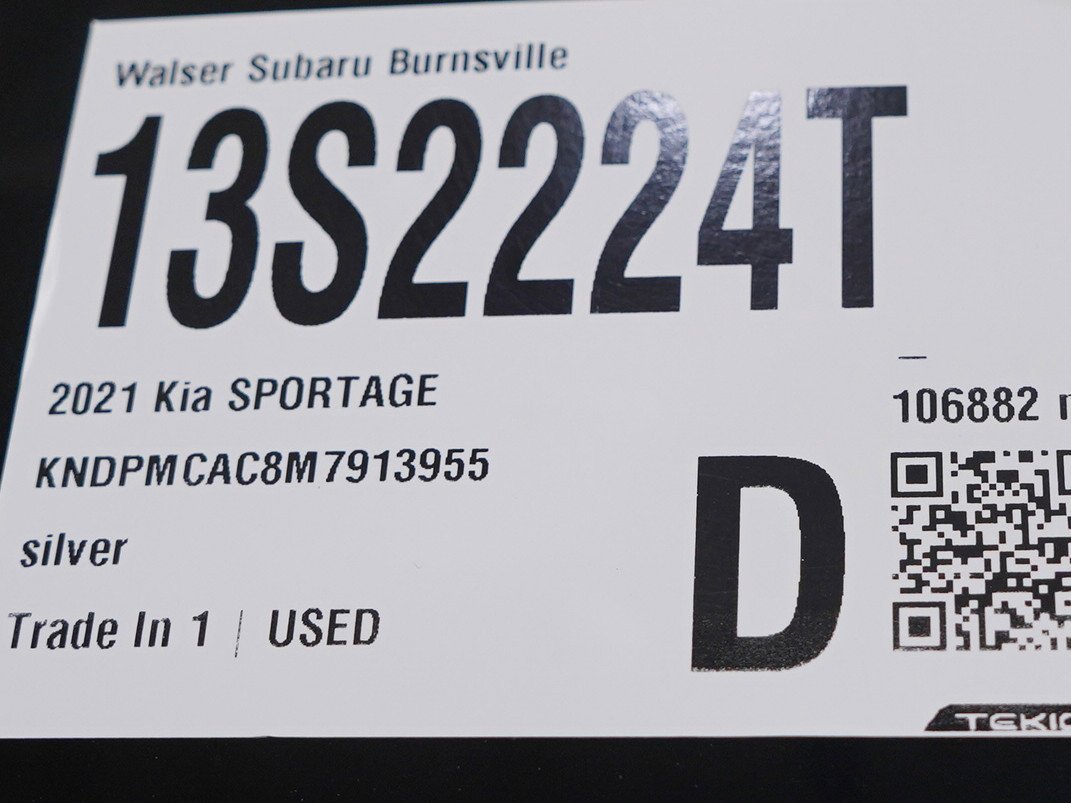 Walser Subaru Burnsville
13S2224T
2021 Kia SPORTAGE
106882
KNDPMCAC8M7913955
D
silver
Trade In 1 | USED